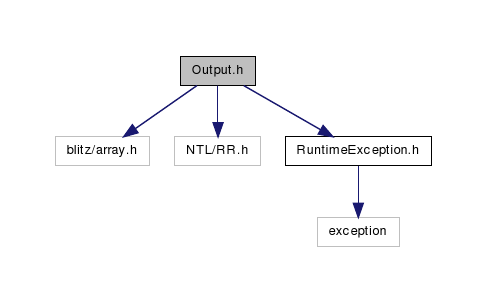 Output.h
blitz/array.h
NTL/RR.h
RuntimeException.h
exception